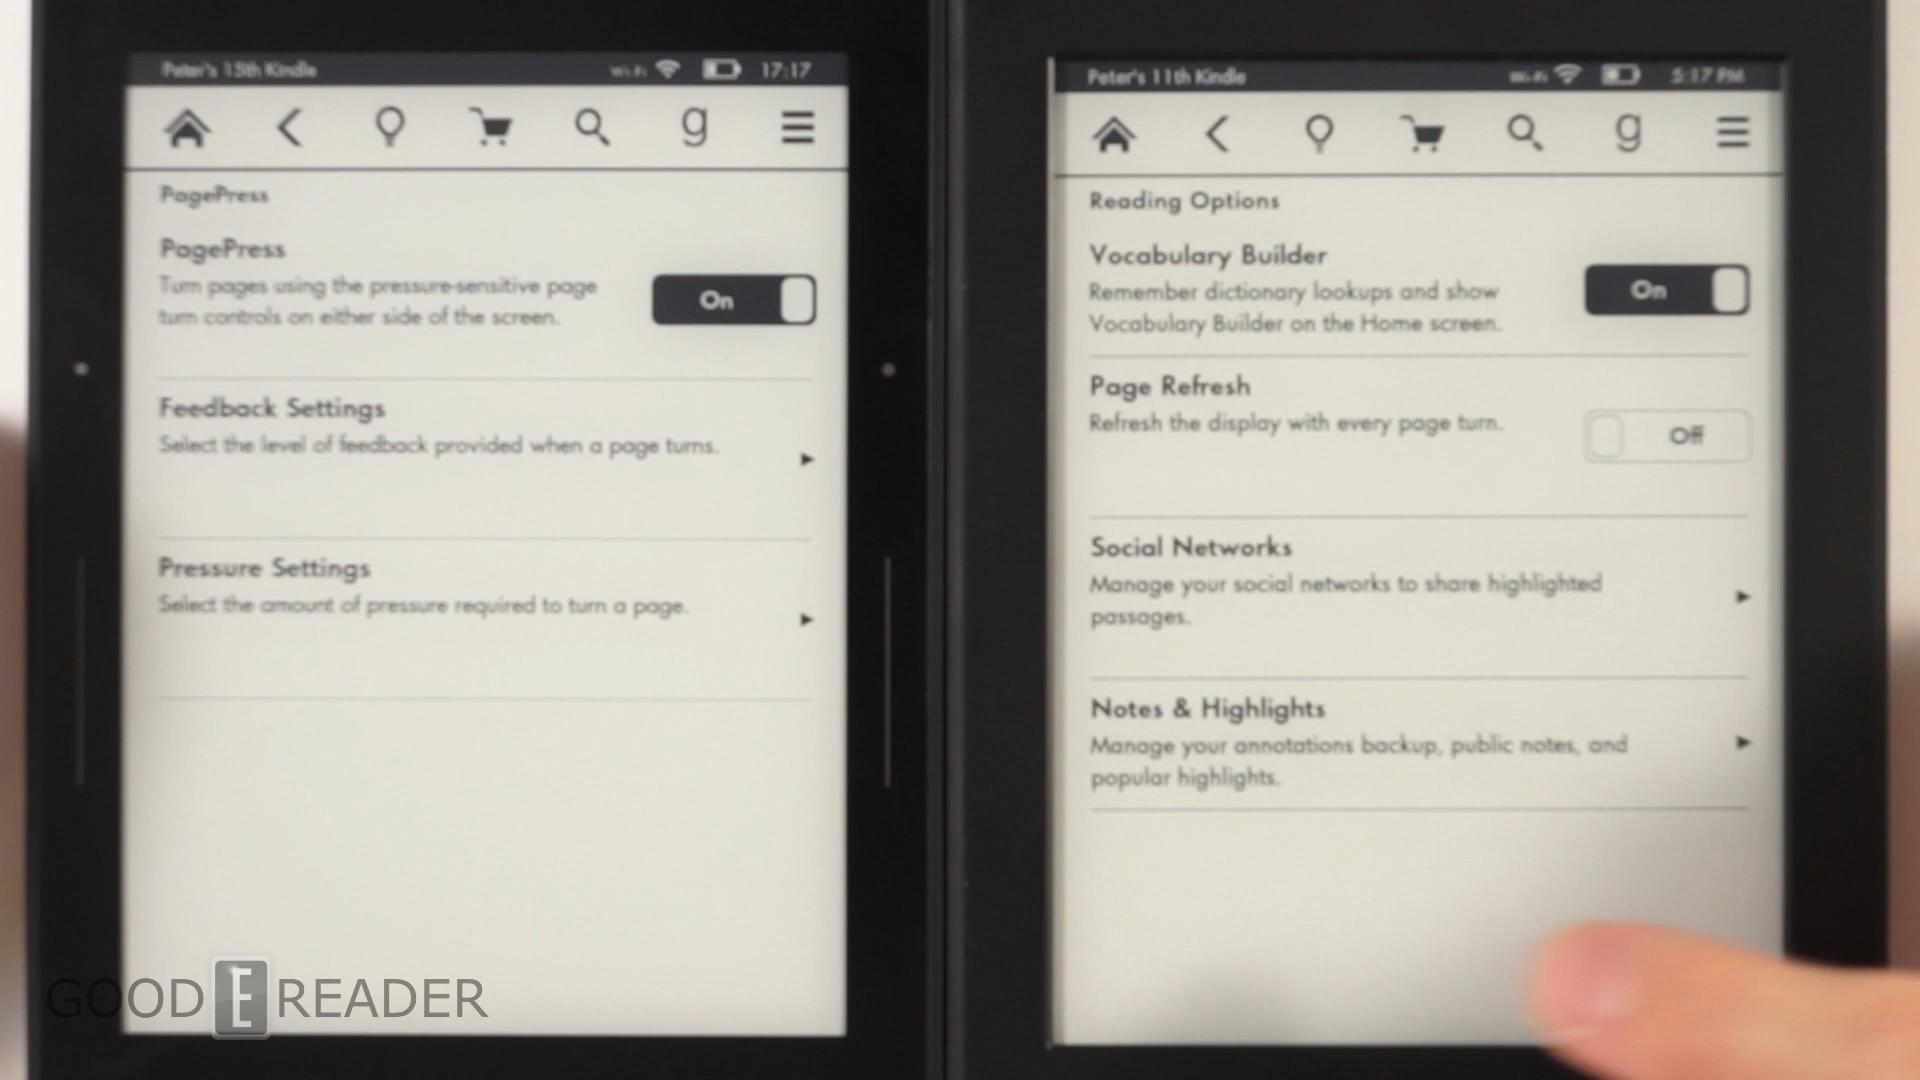 Peter's 15th Kindle
Wi-Fi
17:17
g
PagePress
PagePress
Turn pages using the pressure-sensitive page
turn controls on either side of the screen.
On
Feedback Settings
Select the level of feedback provided when a page turns.
Pressure Settings
Select the amount of pressure required to turn a page.
GOOD E READER
Peter's 11th Kindle
Wi-Fi
5:17 PM
g
Reading Options
Vocabulary Builder
Remember dictionary lookups and show
Vocabulary Builder on the Home screen.
On
Page Refresh
Refresh the display with every page turn.
Off
Social Networks
Manage your social networks to share highlighted
passages.
Notes & Highlights
Manage your annotations backup, public notes, and
popular highlights.